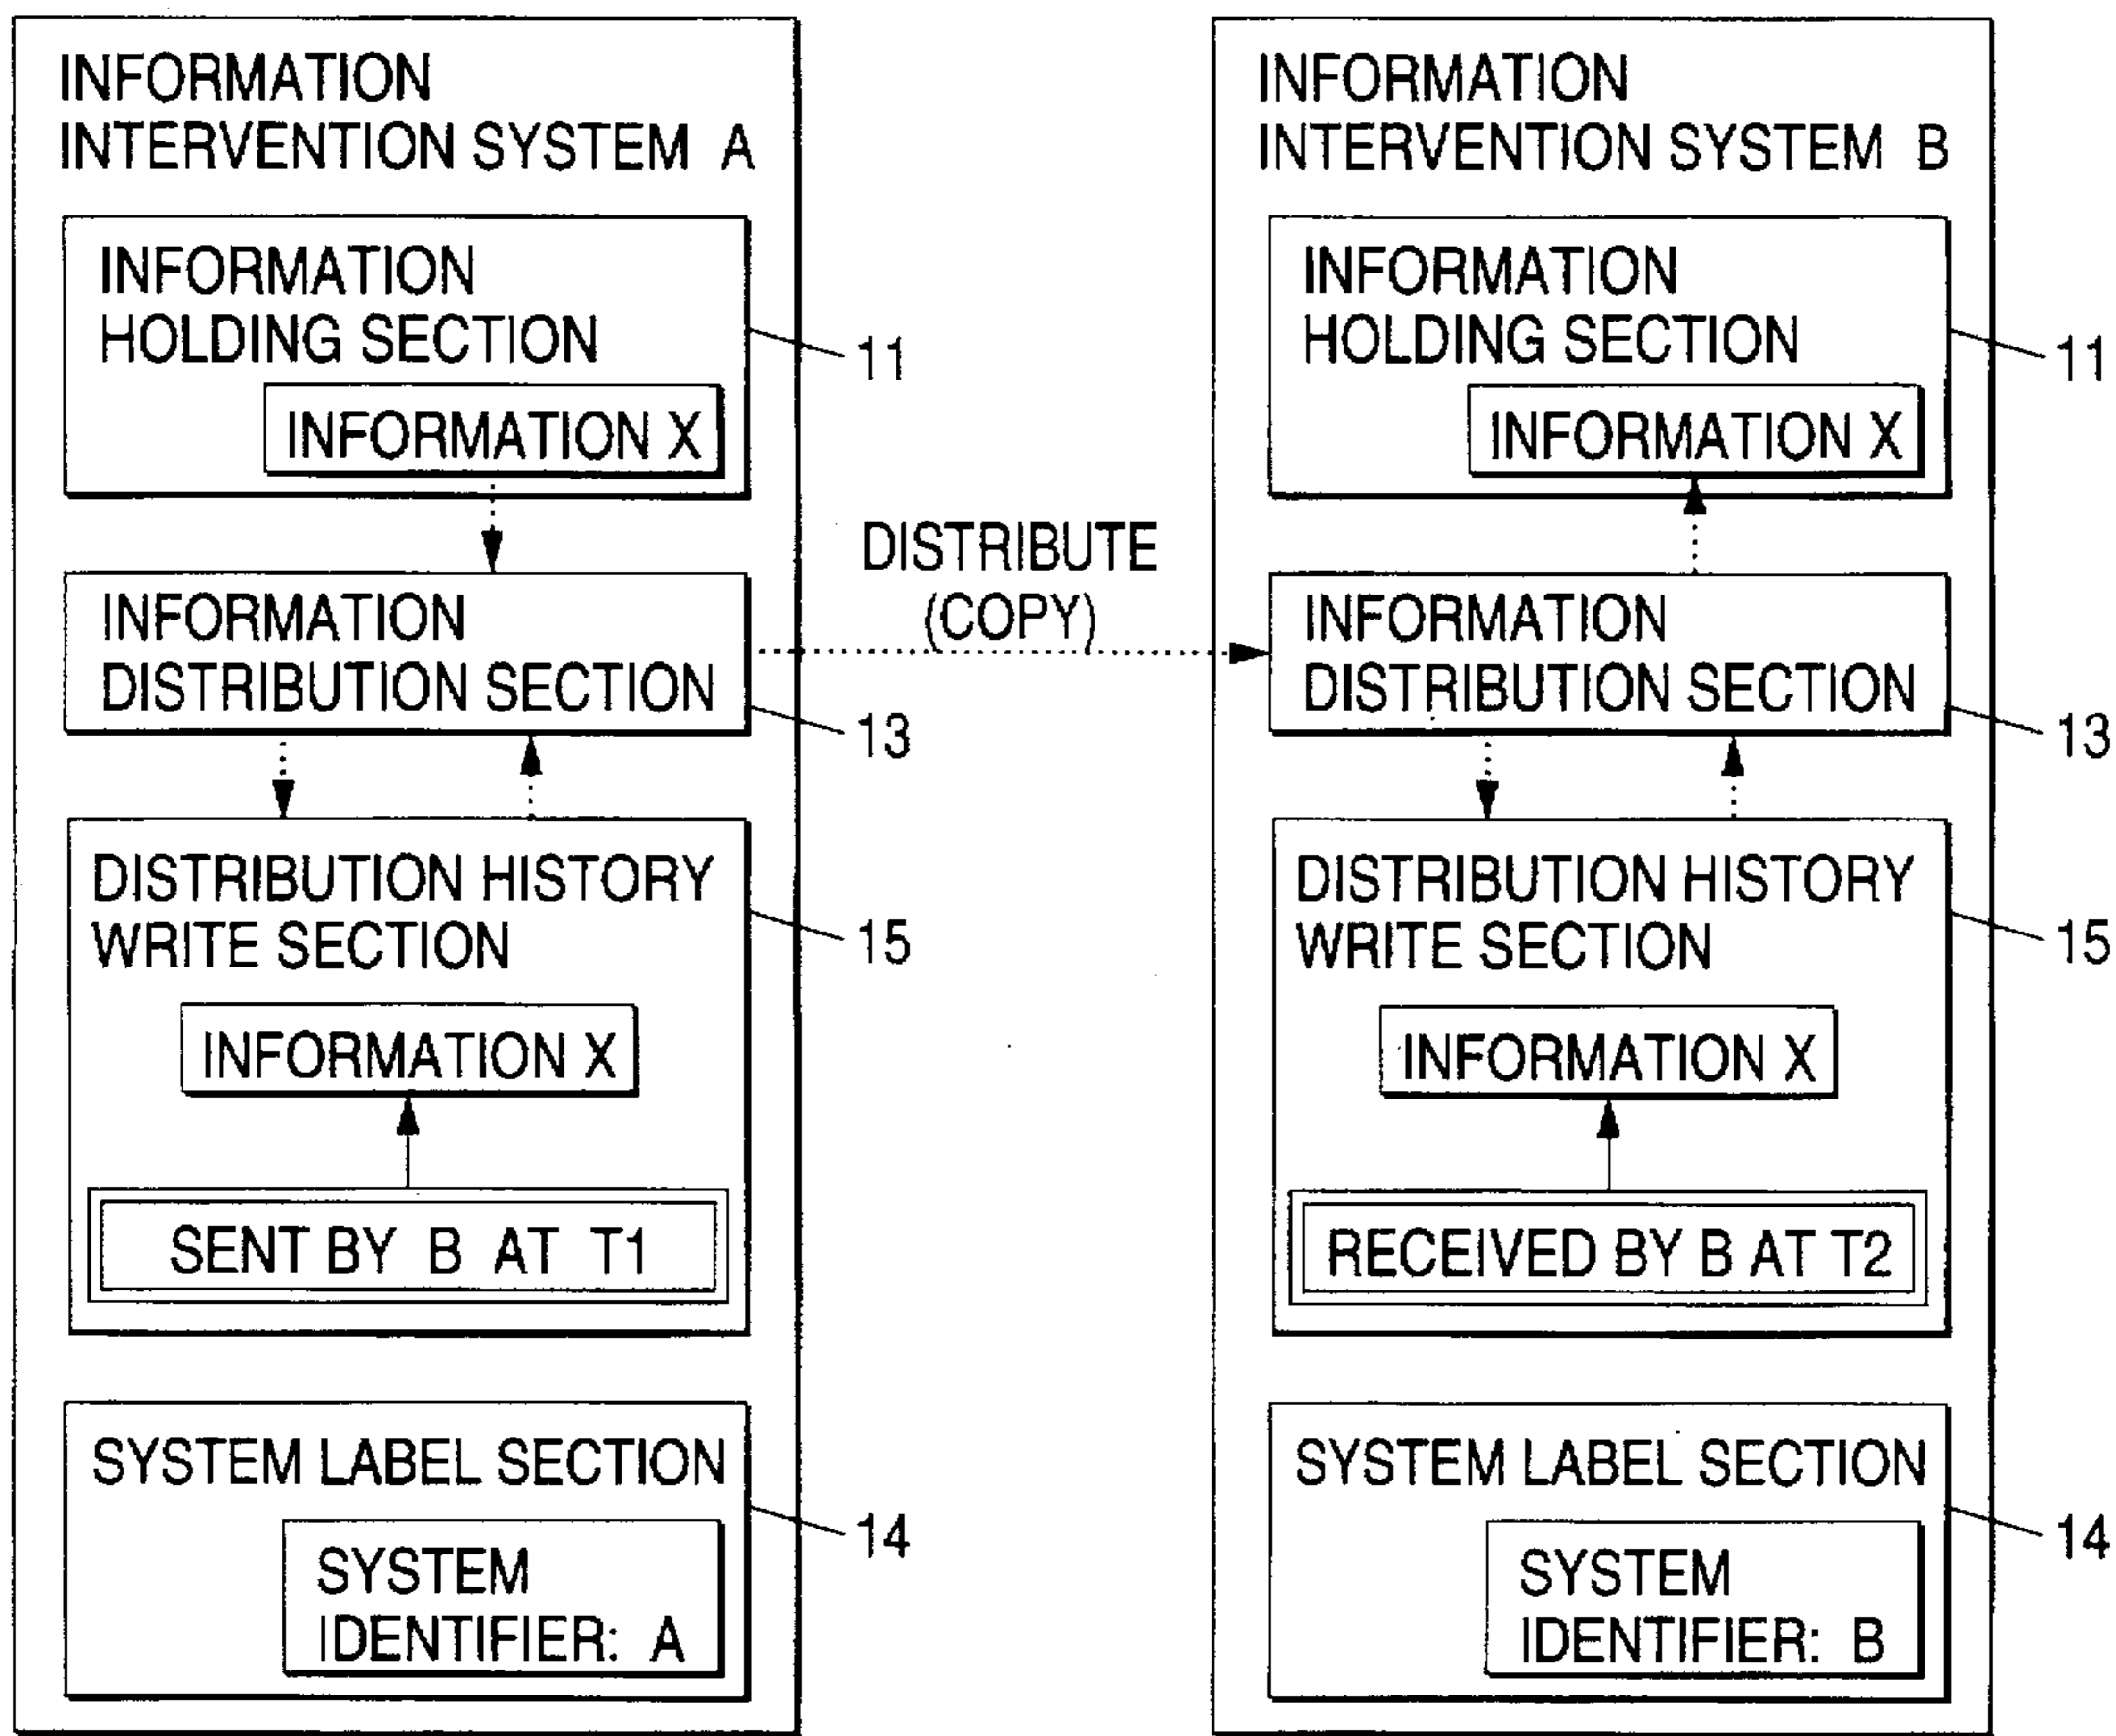 INFORMATION
INTERVENTION SYSTEM A
INFORMATION
HOLDING SECTION
11
INFORMATION X
INFORMATION
DISTRIBUTION SECTION
13
DISTRIBUTION HISTORY
WRITE SECTION
15
INFORMATION X
SENT BY B AT T1
SYSTEM LABEL SECTION
14
SYSTEM
IDENTIFIER: A
DISTRIBUTE
(COPY)
INFORMATION
INTERVENTION SYSTEM B
INFORMATION
HOLDING SECTION
11
INFORMATION X
INFORMATION
DISTRIBUTION SECTION
13
DISTRIBUTION HISTORY
WRITE SECTION
15
INFORMATION X
RECEIVED BY B AT T2
SYSTEM LABEL SECTION
14
SYSTEM
IDENTIFIER: B